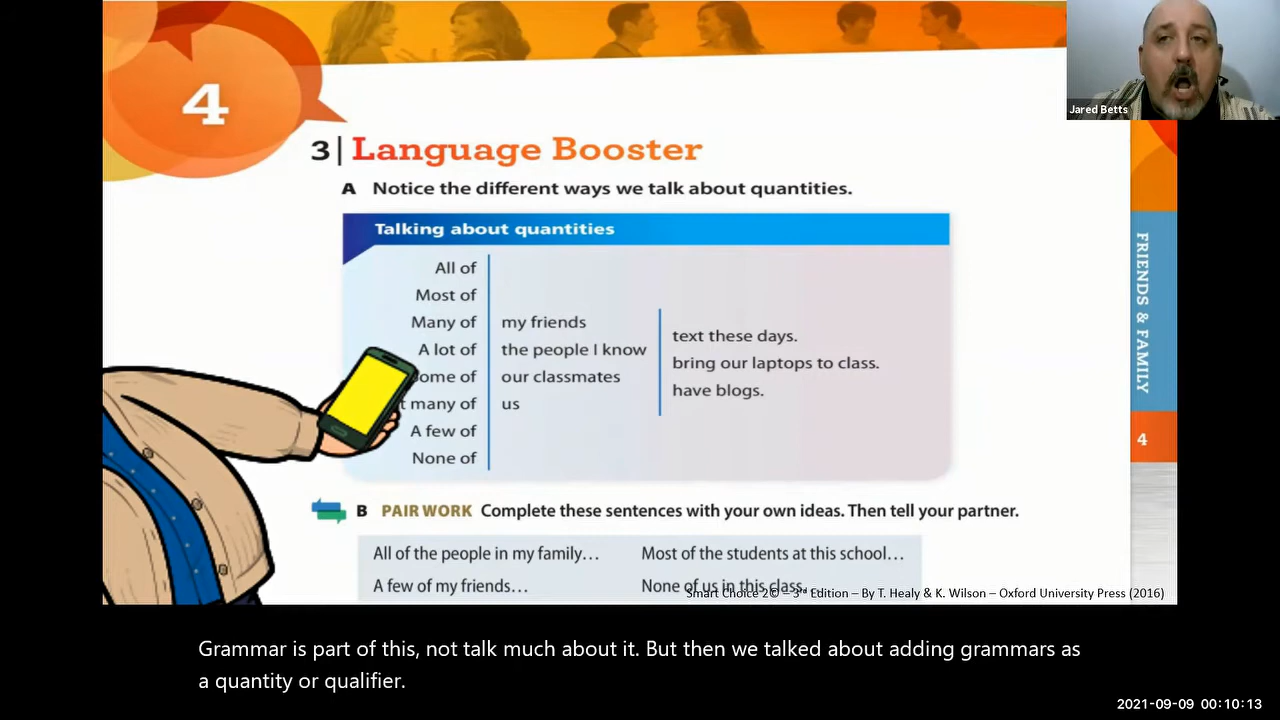 Jared Betts
4
3 | Language Booster
A Notice the different ways we talk about quantities.
Talking about quantities
All of
Most of
Many of my friends
text these days.
A lot of the people I know
bring our laptops to class.
ome of our classmates
have blogs.
t many of us
A few of
None of
FRIENDS & FAMILY
4
B PAIR WORK Complete these sentences with your own ideas. Then tell your partner.
All of the people in my family… Most of the students at this school…
A few of my friends… None of us in this class…
Smart Choice 2© – 3rd Edition – By T. Healy & K. Wilson – Oxford University Press (2016)
Grammar is part of this, not talk much about it. But then we talked about adding grammars as
a quantity or qualifier.
2021-09-09 00:10:13